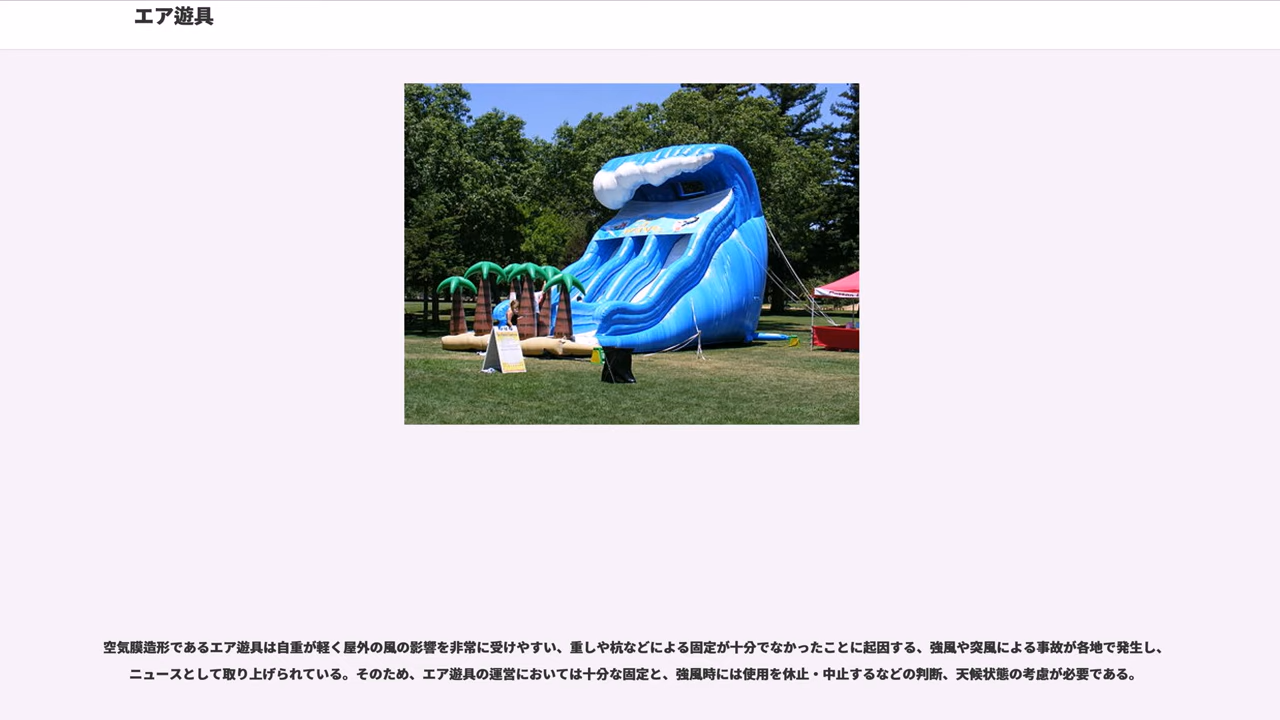 エア遊具
空気膜造形であるエア遊具は自重が軽く屋外の風の影響を非常に受けやすい、重しや杭などによる固定が十分でなかったことに起因する、強風や突風による事故が各地で発生し、
ニュースとして取り上げられている。そのため、エア遊具の運営においては十分な固定と、強風時には使用を休止・中止するなどの判断、天候状態の考慮が必要である。